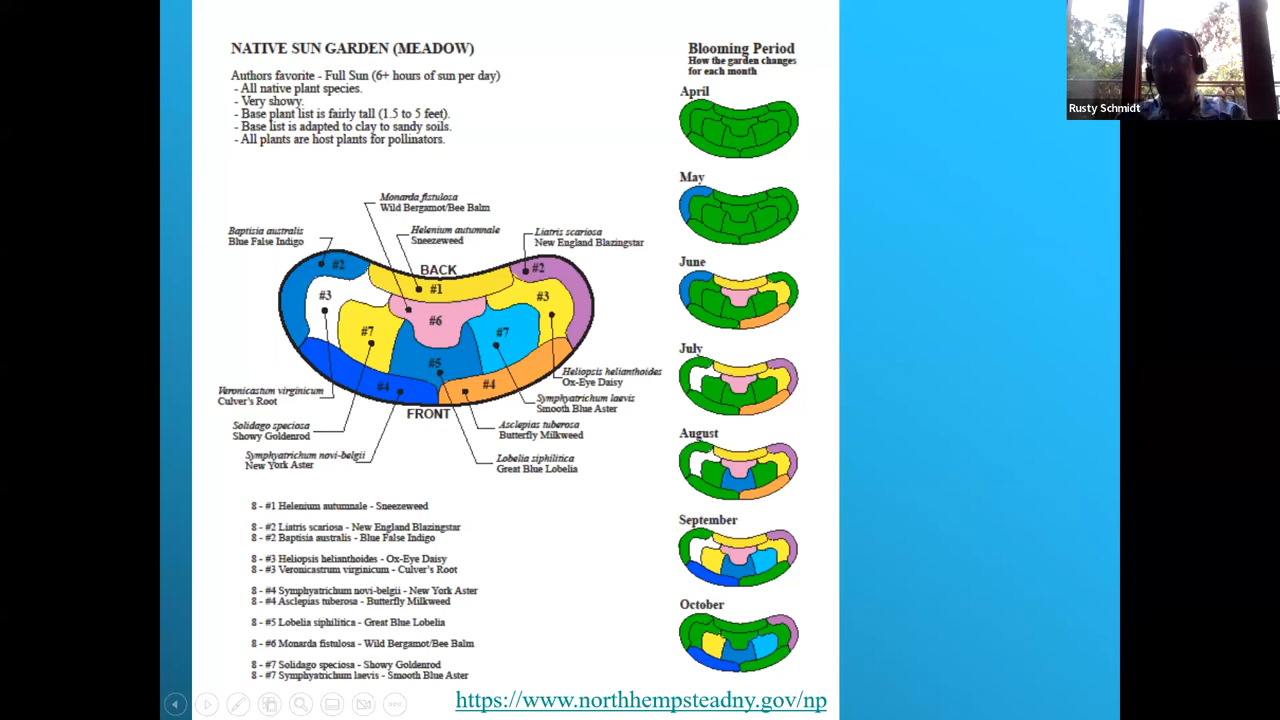 NATIVE SUN GARDEN (MEADOW)
Authors favorite - Full Sun (6+ hours of sun per day)
- All native plant species.
- Very showy.
- Base plant list is fairly tall (1.5 to 5 feet).
- Base list is adapted to clay to sandy soils.
- All plants are host plants for pollinators.
Monarda fistulosa
Wild Bergamot/Bee Balm
Baptisia australis
Blue False Indigo
Helenium autumnale
Sneezeweed
Liatris scariosa
New England Blazingstar
BACK
#2
#1
#2
#3
#6
#3
#7
#7
#5
#4
#4
FRONT
Heliopsis helianthoides
Ox-Eye Daisy
Veronicastum virginicum
Culver's Root
Symphyatrichum laevis
Smooth Blue Aster
Solidago speciosa
Showy Goldenrod
Asclepias tuberosa
Butterfly Milkweed
Symphyatrichum novi-belgii
New York Aster
Lobelia siphilitica
Great Blue Lobelia
8 - #1 Helenium autumnale - Sneezeweed
8 - #2 Liatris scariosa - New England Blazingstar
8 - #2 Baptisia australis - Blue False Indigo
8 - #3 Heliopsis helianthoides - Ox-Eye Daisy
8 - #3 Veronicastrum virginicum - Culver's Root
8 - #4 Symphyatrichum novi-belgii - New York Aster
8 - #4 Asclepias tuberosa - Butterfly Milkweed
8 - #5 Lobelia siphilitica - Great Blue Lobelia
8 - #6 Monarda fistulosa - Wild Bergamot/Bee Balm
8 - #7 Solidago speciosa - Showy Goldenrod
8 - #7 Symphyatrichum laevis - Smooth Blue Aster
Blooming Period
How the garden changes
for each month
April
May
June
July
August
September
October
https://www.northhempsteadny.gov/np
Rusty Schmidt